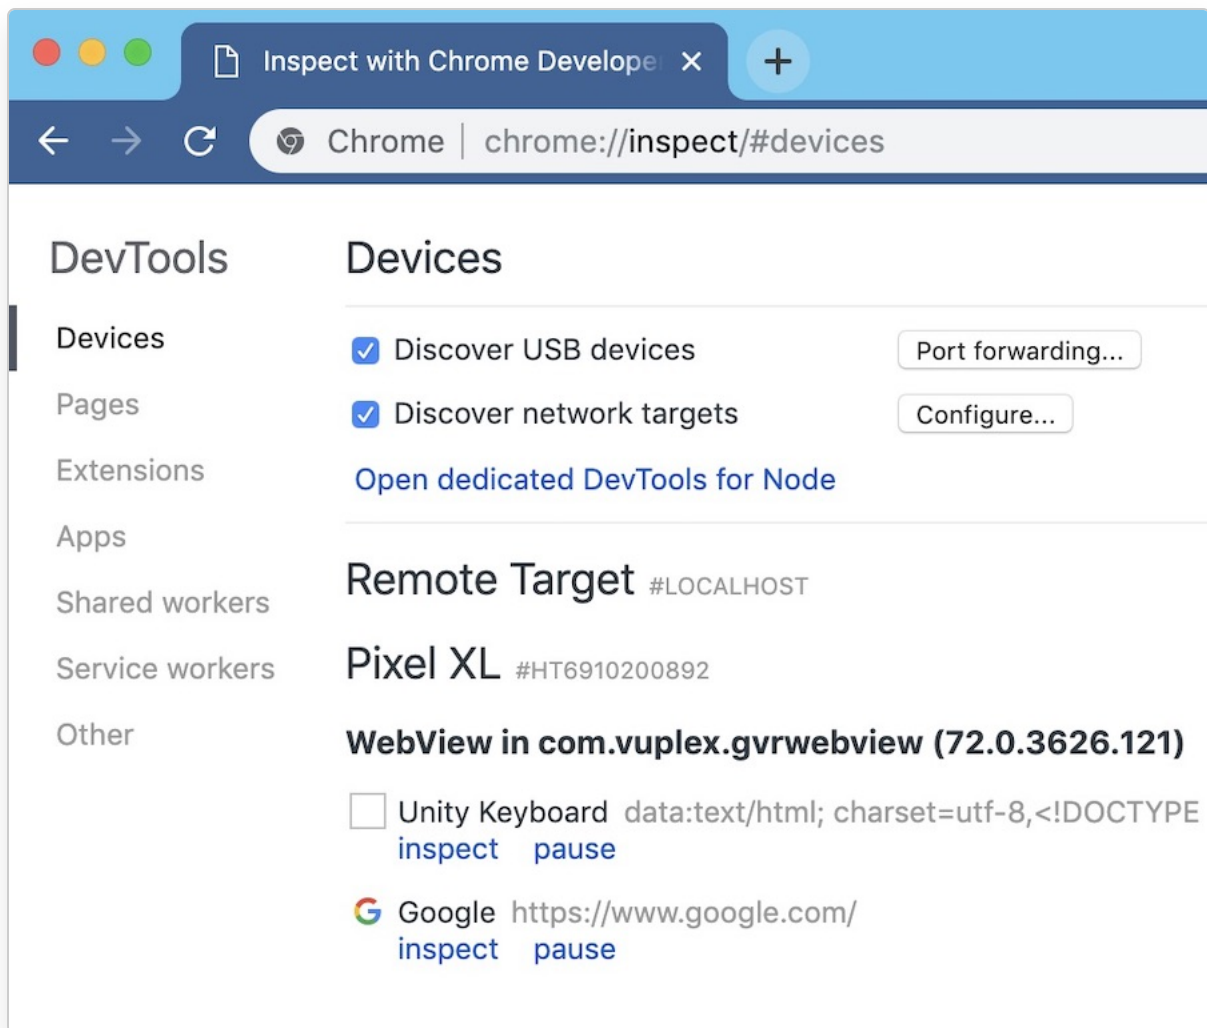 Inspect with Chrome Develope
Chrome | chrome://inspect/#devices
DevTools
Devices
Pages
Extensions
Apps
Shared workers
Service workers
Other
Devices
Discover USB devices
Port forwarding...
Discover network targets
Configure...
Open dedicated DevTools for Node
Remote Target #LOCALHOST
Pixel XL #HT6910200892
WebView in com.vuplex.gvrwebview (72.0.3626.121)
Unity Keyboard data:text/html; charset=utf-8,<!DOCTYPE
inspect pause
Google https://www.google.com/
inspect pause